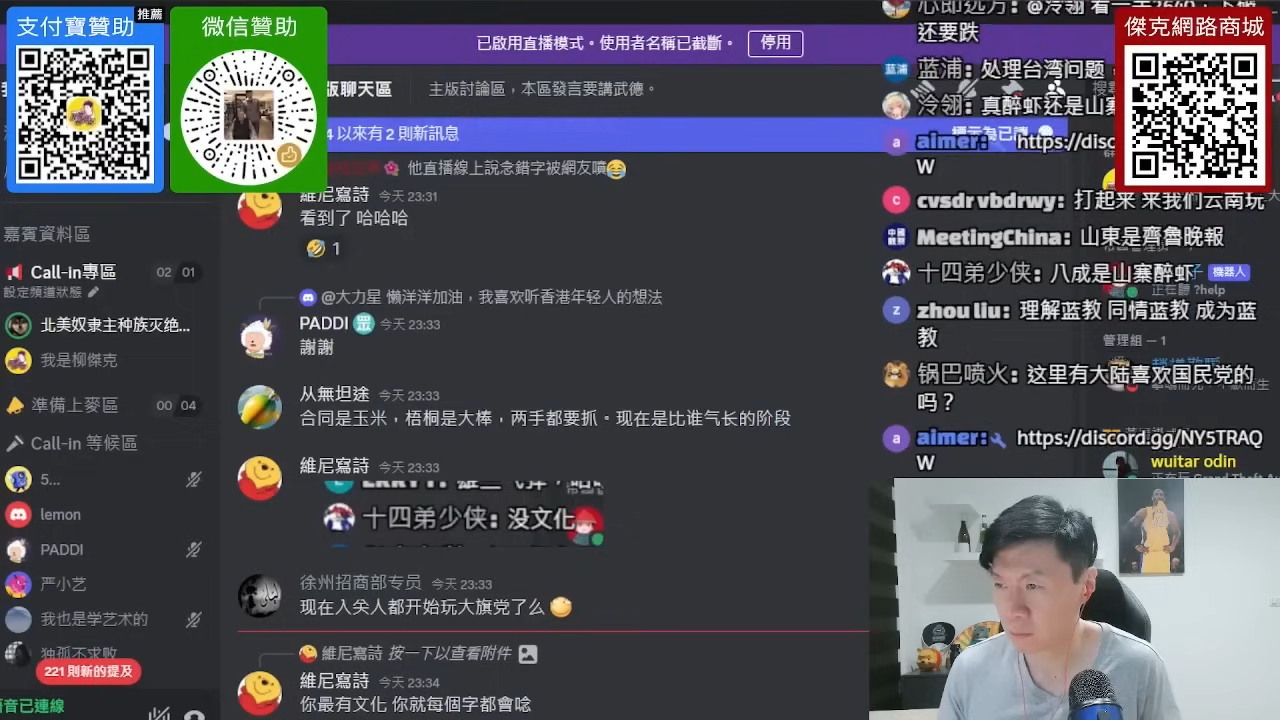 支付寶贊助
推薦
微信贊助
已啟用直播模式。使用者名稱已截斷。
停用
傑克網路商城
版聊天區
主版討論區，本區發言要講武德。
4 以來有 2 則新訊息
標示為已讀
他直播線上說念錯字被網友噴😂
維尼寫詩 今天 23:31
看到了 哈哈哈
🤣 1
@大力星 懒洋洋加油，我喜欢听香港年轻人的想法
PADDI 眾 今天 23:33
謝謝
从無坦途 今天 23:33
合同是玉米，梧桐是大棒，两手都要抓。现在是比谁气长的阶段
維尼寫詩 今天 23:33
十四弟少侠：没文化
徐州招商部专员 今天 23:33
现在入关人都开始玩大旗党了么
維尼寫詩 按一下以查看附件
維尼寫詩 今天 23:34
你最有文化 你就每個字都會唸
嘉賓資料區
Call-in專區 02 01
設定頻道狀態
北美奴隶主种族灭绝...
我是柳傑克
準備上麥區 00 04
Call-in 等候區
5...
lemon
PADDI
严小艺
我也是学艺术的
独孤不求败
221 則新的提及
音已連線
还要跌
蓝浦：处理台湾问题
泠翎：真醉虾还是山寨
aimer: https://disc
W
cvsdr vbdrwy: 打起来 来我们云南玩
MeetingChina: 山東是齊魯晚報
十四弟少侠：八成是山寨醉虾
機器人
正在聽 ?help
zhou liu: 理解蓝教 同情蓝教 成为蓝
教
管理組 — 1
锅巴喷火：这里有大陆喜欢国民党的
吗？
aimer: https://discord.gg/NY5TRAQ
W
wuitar odin